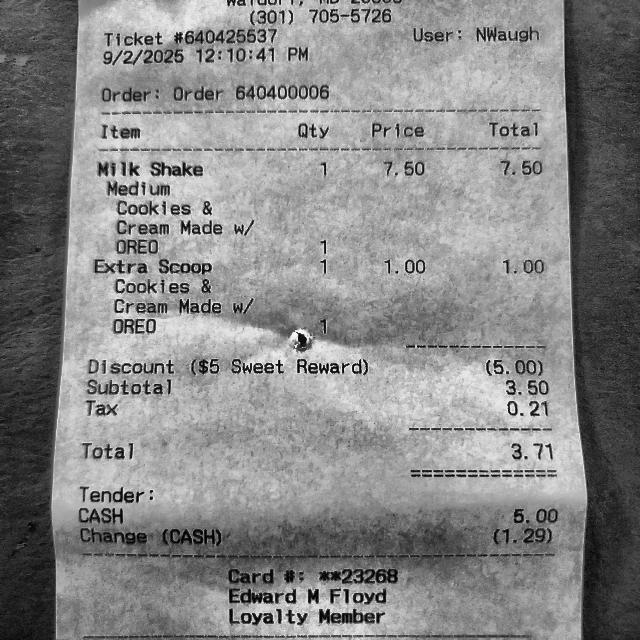 (301) 705-5726
Ticket #640425537 User: NWaugh
9/2/2025 12:10:41 PM
Order: Order 640400006
Item Qty Price Total
Milk Shake 1 7.50 7.50
Medium
Cookies &
Cream Made w/
OREO 1
Extra Scoop 1 1.00 1.00
Cookies &
Cream Made w/
OREO 1
Discount ($5 Sweet Reward) (5.00)
Subtotal 3.50
Tax 0.21
Total 3.71
Tender:
CASH 5.00
Change (CASH) (1.29)
Card #: **23268
Edward M Floyd
Loyalty Member